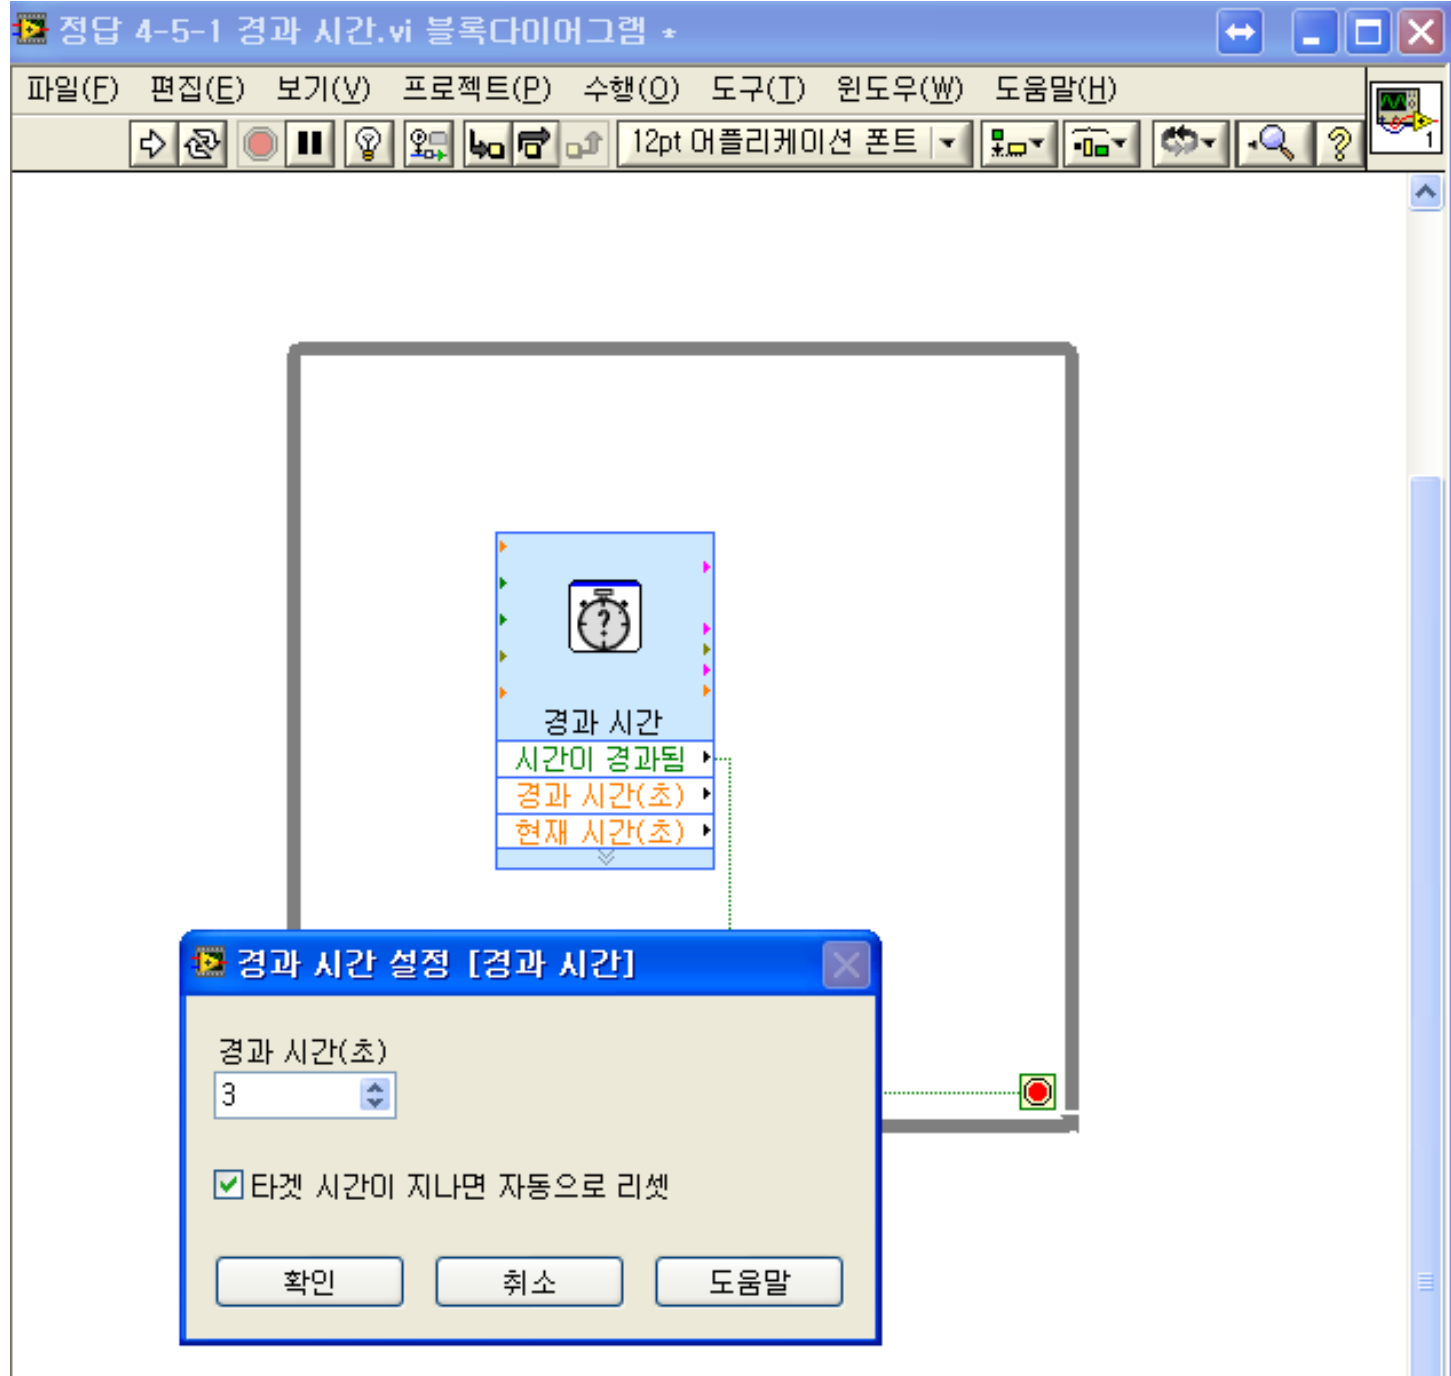 정답 4-5-1 경과 시간.vi 블록다이어그램 *
파일(F) 편집(E) 보기(V) 프로젝트(P) 수행(O) 도구(T) 윈도우(W) 도움말(H)
12pt 어플리케이션 폰트
1
경과 시간
시간이 경과됨
경과 시간(초)
현재 시간(초)
경과 시간 설정 [경과 시간]
경과 시간(초)
3
타겟 시간이 지나면 자동으로 리셋
확인 취소 도움말